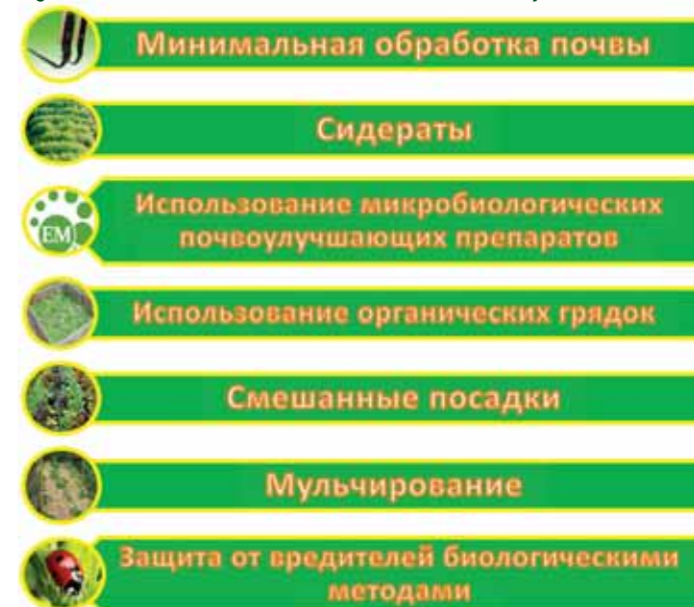 Минимальная обработка почвы
Сидераты
Использование микробиологических
почвоулучшающих препаратов
EM
Использование органических грядок
Смешанные посадки
Мульчирование
Защита от вредителей биологическими
методами